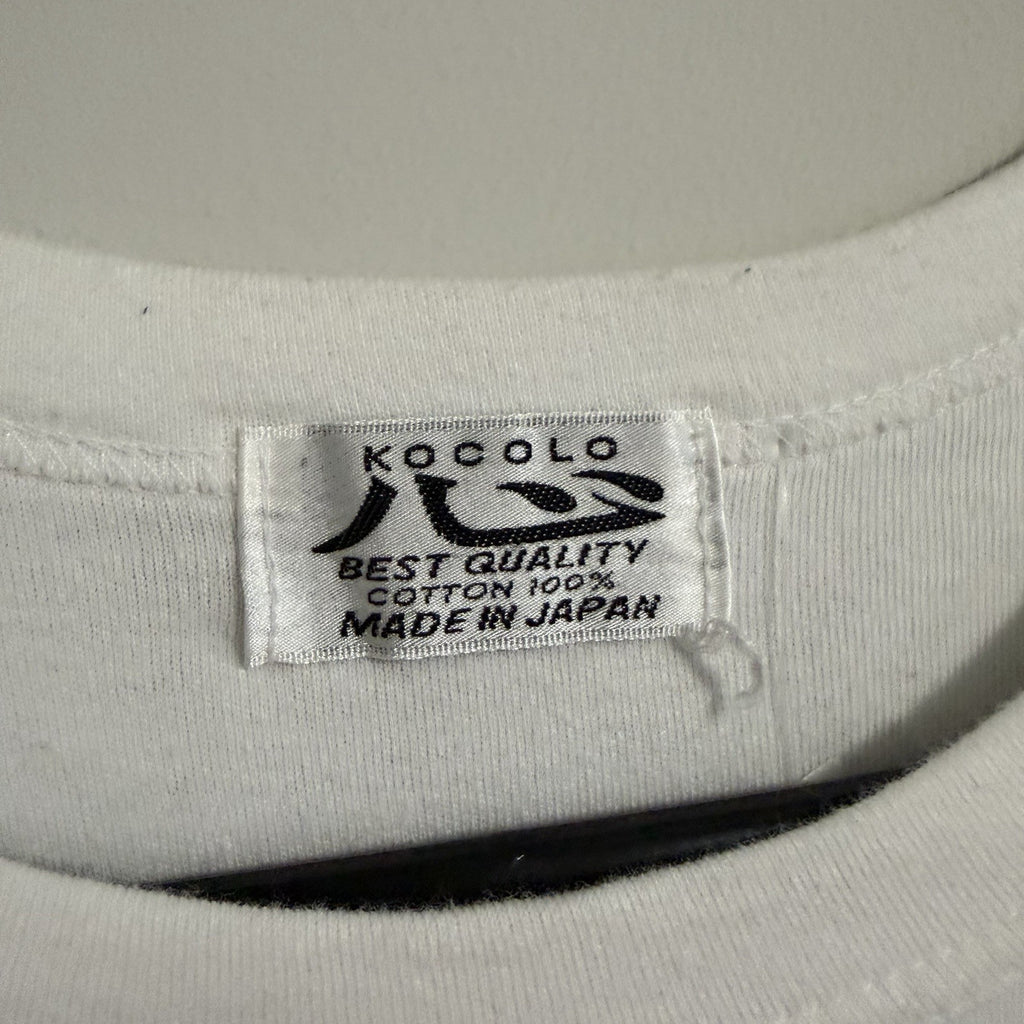 KOCOLO
心
BEST QUALITY
COTTON 100%
MADE IN JAPAN